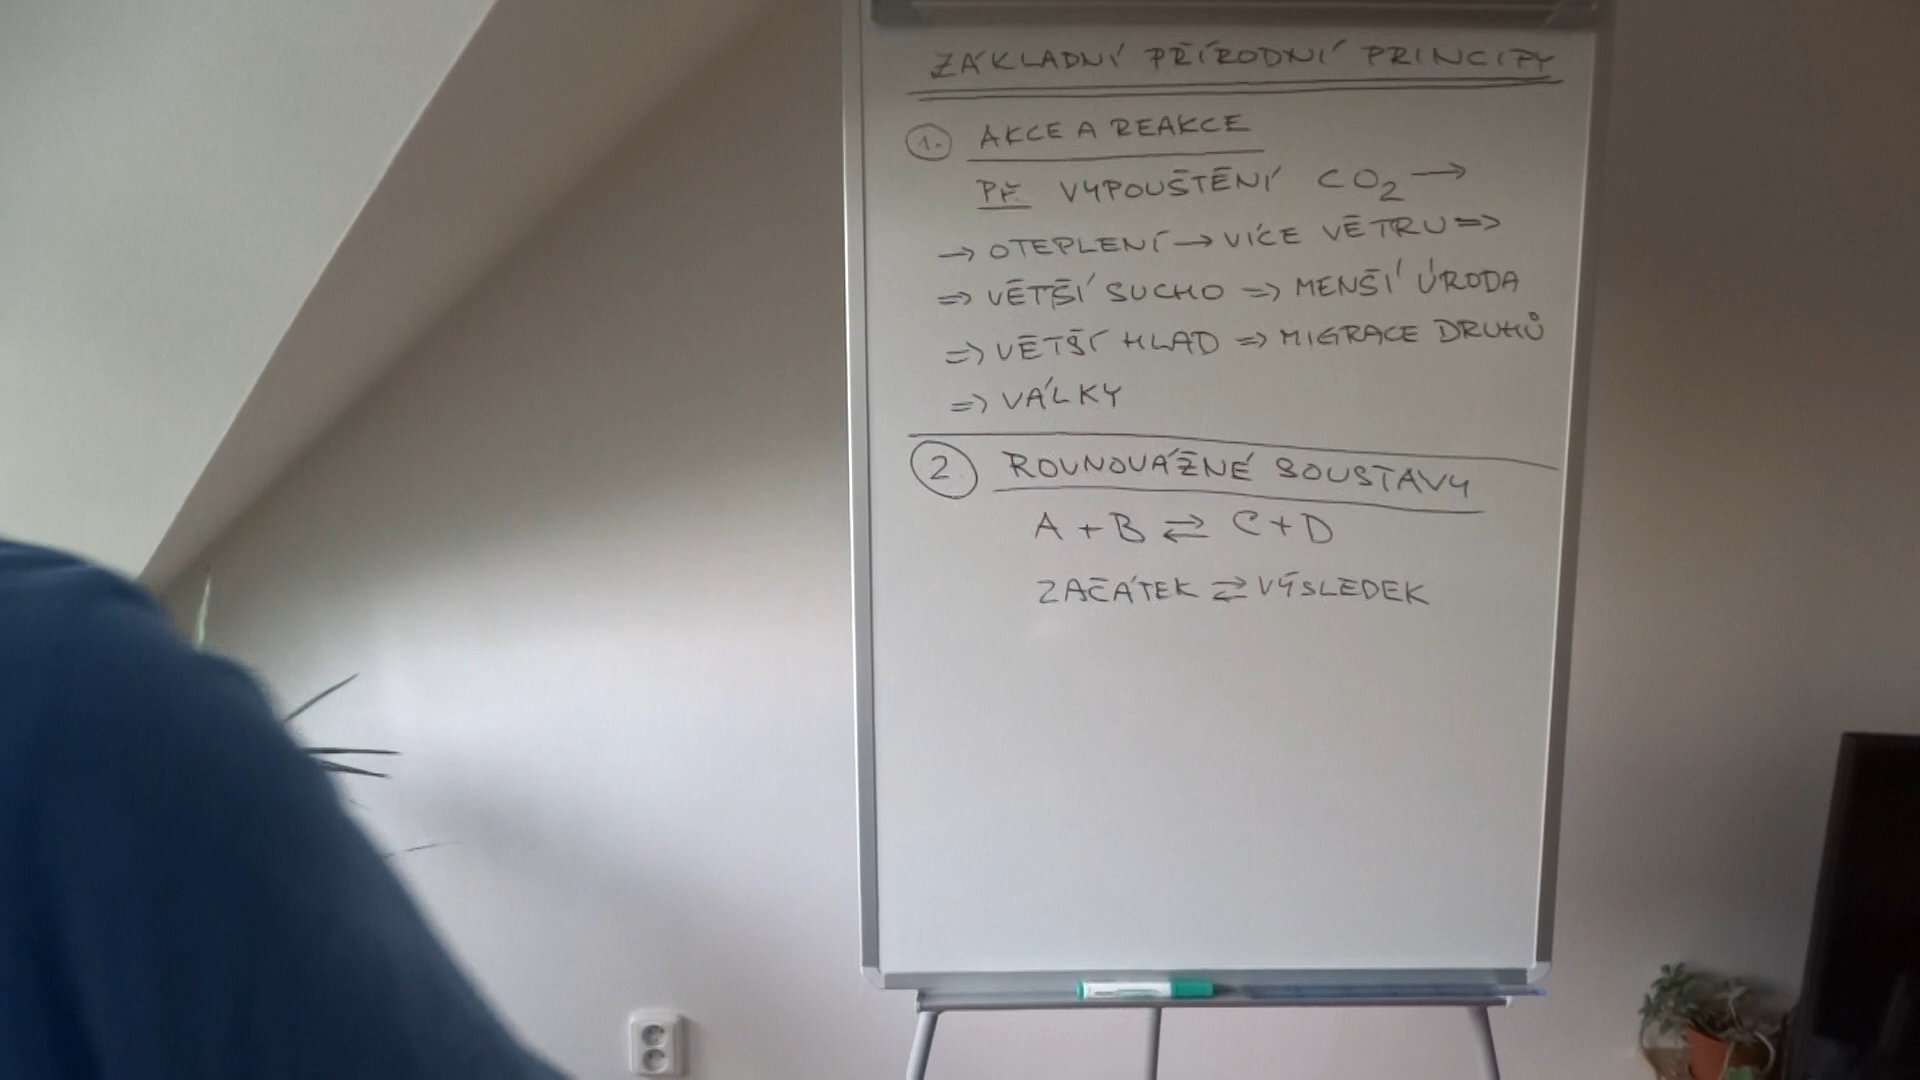 ZÁKLADNÍ PŘÍRODNÍ PRINCIPY
1. AKCE A REAKCE
PŘ. VYPOUŠTĚNÍ CO2 →
→ OTEPLENÍ → VÍCE VĚTRU =>
=> VĚTŠÍ SUCHO => MENŠÍ ÚRODA
=> VĚTŠÍ HLAD => MIGRACE DRUHŮ
=> VÁLKY
2. ROVNOVÁŽNÉ SOUSTAVY
A + B ⇄ C + D
ZAČÁTEK ⇄ VÝSLEDEK